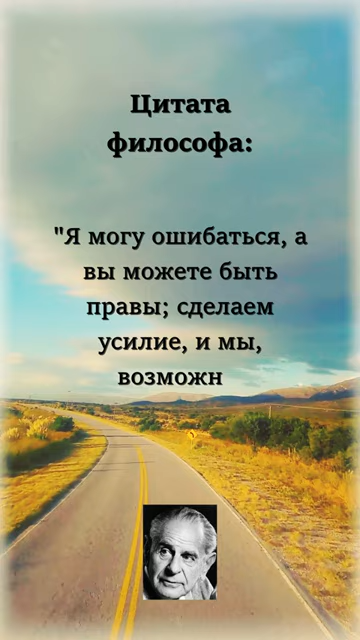 Цитата
философа:
"Я могу ошибаться, а
вы можете быть
правы; сделаем
усилие, и мы,
возможн